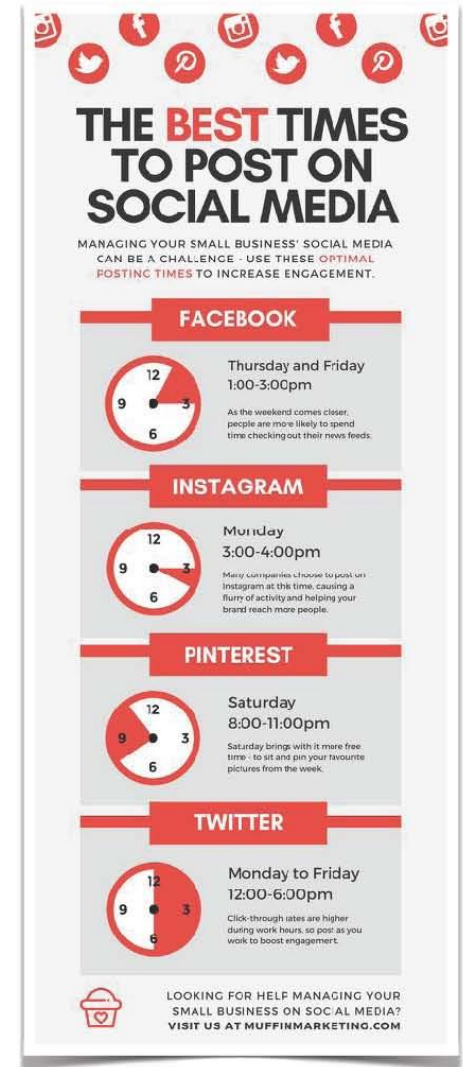 THE BEST TIMES
TO POST ON
SOCIAL MEDIA
MANAGING YOUR SMALL BUSINESS' SOCIAL MEDIA
CAN BE A CHALLENGE - USE THESE OPTIMAL
POSTING TIMES TO INCREASE ENGAGEMENT.
FACEBOOK
12
9 3
6
Thursday and Friday
1:00-3:00pm
As the weekend comes closer,
people are more likely to spend
time checking out their news feeds.
INSTAGRAM
12
9 3
6
Monday
3:00-4:00pm
Many companies choose to post on
Instagram at this time, causing a
flurry of activity and helping your
brand reach more people.
PINTEREST
12
9 3
6
Saturday
8:00-11:00pm
Saturday brings with it more free
time - to sit and pin your favourite
pictures from the week.
TWITTER
12
9 3
6
Monday to Friday
12:00-6:00pm
Click-through rates are higher
during work hours, so post as you
work to boost engagement.
LOOKING FOR HELP MANAGING YOUR
SMALL BUSINESS ON SOCIAL MEDIA?
VISIT US AT MUFFINMARKETING.COM